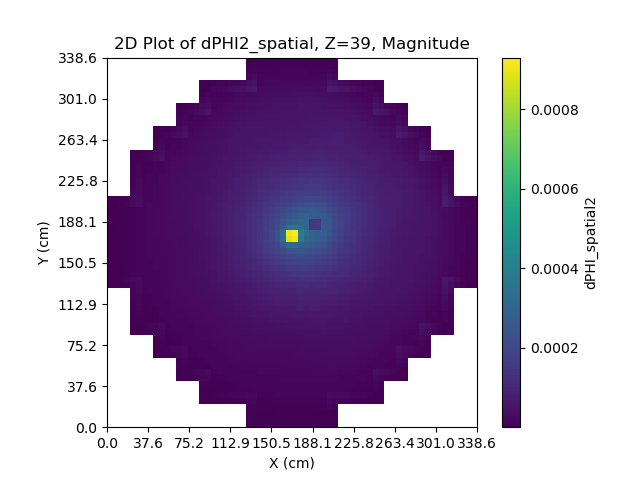 2D Plot of dPHI2_spatial, Z=39, Magnitude
338.6
301.0
263.4
225.8
188.1
150.5
112.9
75.2
37.6
0.0
Y (cm)
0.0 37.6 75.2 112.9 150.5 188.1 225.8 263.4 301.0 338.6
X (cm)
0.0008
0.0006
0.0004
0.0002
dPHI_spatial2